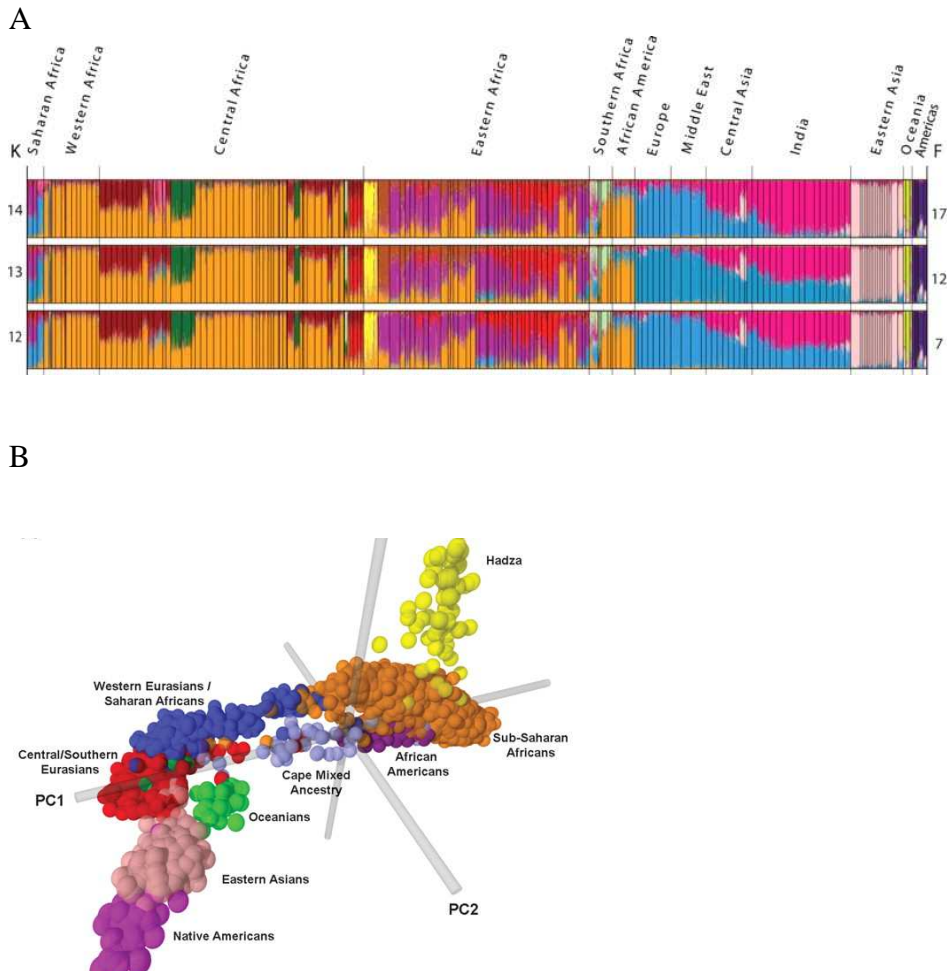 A
K
Saharan Africa
Western Africa
Central Africa
Eastern Africa
Southern Africa
African America
Europe
Middle East
Central Asia
India
Eastern Asia
Oceania
Americas
F
14
17
13
12
12
7
B
Hadza
Western Eurasians /
Saharan Africans
Central/Southern
Eurasians
PC1
Cape Mixed
Ancestry
African
Americans
Sub-Saharan
Africans
Oceanians
Eastern Asians
PC2
Native Americans